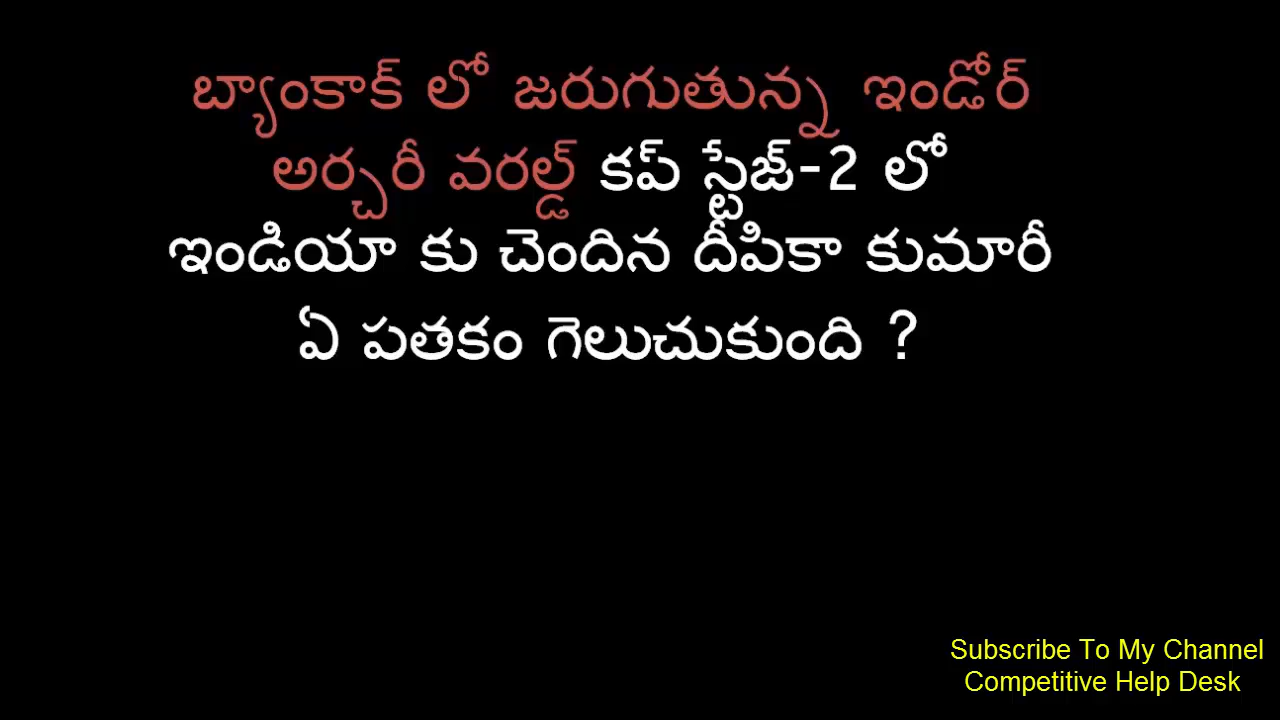 బ్యాంకాక్ లో జరుగుతున్న ఇండోర్
అర్చరీ వరల్డ్ కప్ స్టేజ్-2 లో
ఇండియా కు చెందిన దీపికా కుమారీ
ఏ పతకం గెలుచుకుంది ?
Subscribe To My Channel
Competitive Help Desk